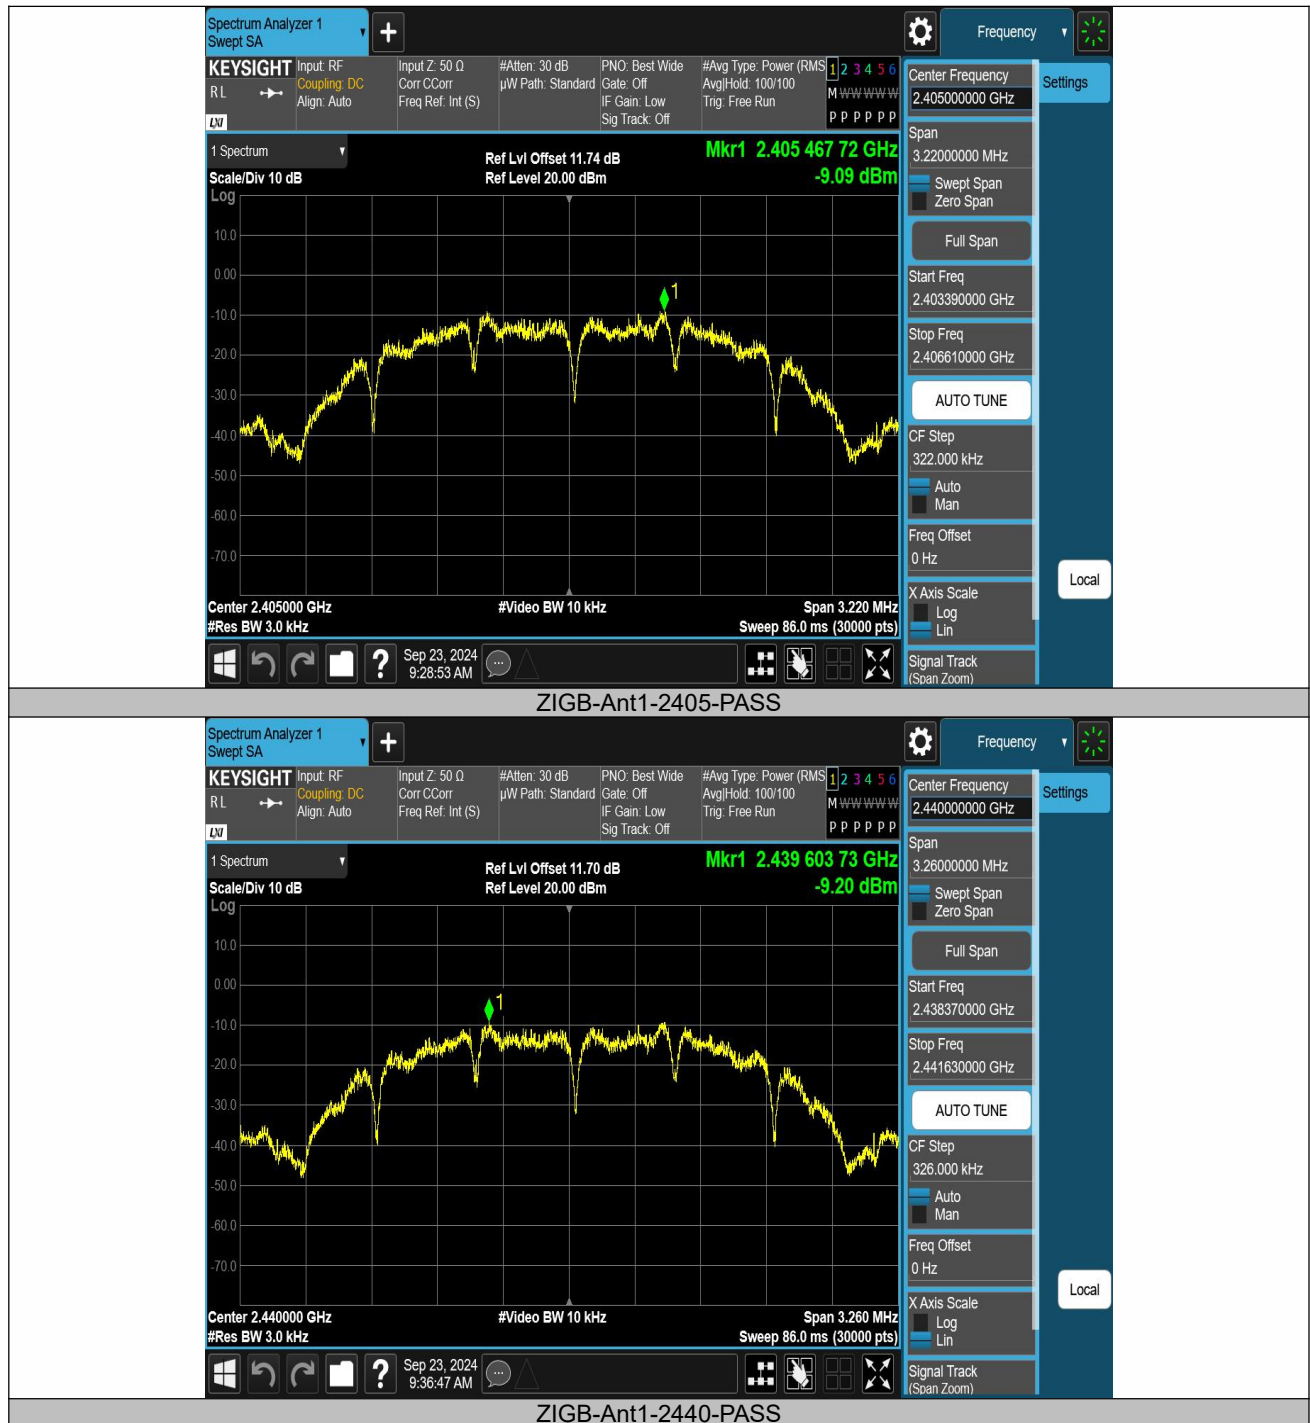 Spectrum Analyzer 1
Swept SA
Frequency
KEYSIGHT
RL
LXI
Input: RF
Coupling: DC
Align: Auto
Input Z: 50 Ω
Corr CCorr
Freq Ref: Int (S)
#Atten: 30 dB
µW Path: Standard
PNO: Best Wide
Gate: Off
IF Gain: Low
Sig Track: Off
#Avg Type: Power (RMS
Avg|Hold: 100/100
Trig: Free Run
1 2 3 4 5 6
M W W W W W
P P P P P P
1 Spectrum
Scale/Div 10 dB
Log
Ref Lvl Offset 11.74 dB
Ref Level 20.00 dBm
Mkr1 2.405 467 72 GHz
-9.09 dBm
10.0
0.00
-10.0
-20.0
-30.0
-40.0
-50.0
-60.0
-70.0
1
Center 2.405000 GHz
#Res BW 3.0 kHz
#Video BW 10 kHz
Span 3.220 MHz
Sweep 86.0 ms (30000 pts)
Sep 23, 2024
9:28:53 AM
Center Frequency
2.405000000 GHz
Settings
Span
3.22000000 MHz
Swept Span
Zero Span
Full Span
Start Freq
2.403390000 GHz
Stop Freq
2.406610000 GHz
AUTO TUNE
CF Step
322.000 kHz
Auto
Man
Freq Offset
0 Hz
Local
X Axis Scale
Log
Lin
Signal Track
(Span Zoom)
ZIGB-Ant1-2405-PASS
Spectrum Analyzer 1
Swept SA
Frequency
KEYSIGHT
RL
LXI
Input: RF
Coupling: DC
Align: Auto
Input Z: 50 Ω
Corr CCorr
Freq Ref: Int (S)
#Atten: 30 dB
µW Path: Standard
PNO: Best Wide
Gate: Off
IF Gain: Low
Sig Track: Off
#Avg Type: Power (RMS
Avg|Hold: 100/100
Trig: Free Run
1 2 3 4 5 6
M W W W W W
P P P P P P
1 Spectrum
Scale/Div 10 dB
Log
Ref Lvl Offset 11.70 dB
Ref Level 20.00 dBm
Mkr1 2.439 603 73 GHz
-9.20 dBm
10.0
0.00
-10.0
-20.0
-30.0
-40.0
-50.0
-60.0
-70.0
1
Center 2.440000 GHz
#Res BW 3.0 kHz
#Video BW 10 kHz
Span 3.260 MHz
Sweep 86.0 ms (30000 pts)
Sep 23, 2024
9:36:47 AM
Center Frequency
2.440000000 GHz
Settings
Span
3.26000000 MHz
Swept Span
Zero Span
Full Span
Start Freq
2.438370000 GHz
Stop Freq
2.441630000 GHz
AUTO TUNE
CF Step
326.000 kHz
Auto
Man
Freq Offset
0 Hz
Local
X Axis Scale
Log
Lin
Signal Track
(Span Zoom)
ZIGB-Ant1-2440-PASS